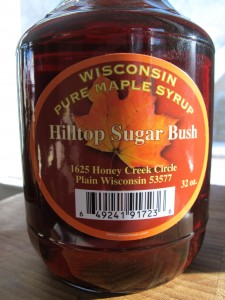 WISCONSIN
PURE MAPLE SYRUP
Hilltop Sugar Bush
1625 Honey Creek Circle
Plain Wisconsin 53577
32 oz.
6 49241 91723 6